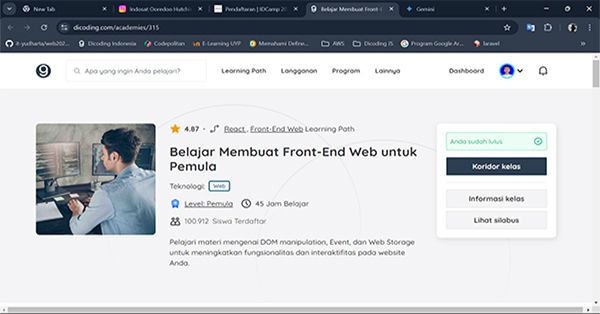 New Tab
Indosat Ooredoo Hutchi
Pendaftaran | IDCamp 20
Belajar Membuat Front-E
Gemini
dicoding.com/academies/315
Dicoding Indonesia
Codepolitan
E-Learning UYP
Memahami Define...
AWS
Dicoding JS
Program Google Ar...
laravel
Apa yang ingin Anda pelajari?
Learning Path
Langganan
Program
Lainnya
Dashboard
4.87 • React , Front-End Web Learning Path
Belajar Membuat Front-End Web untuk
Pemula
Teknologi: Web
Level: Pemula
45 Jam Belajar
100.912 Siswa Terdaftar
Pelajari materi mengenai DOM manipulation, Event, dan Web Storage
untuk meningkatkan fungsionalitas dan interaktifitas pada website
Anda.
Anda sudah lulus
Koridor kelas
Informasi kelas
Lihat silabus